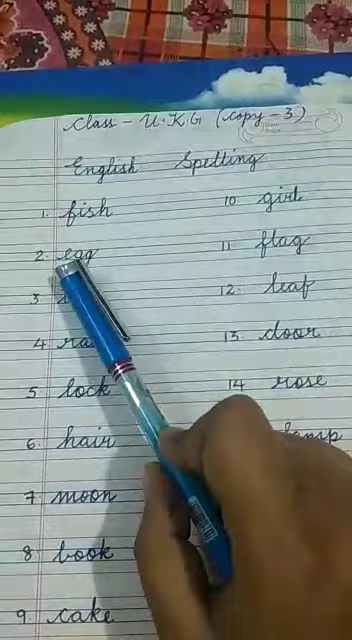 Class - U.K.G (Copy - 3)
English Spelling
1. fish
2. egg
3
4
5 lock
6. hair
7 moon
8 book
9. cake
10. girl
11 flag
12. leaf
13. door
14 rose